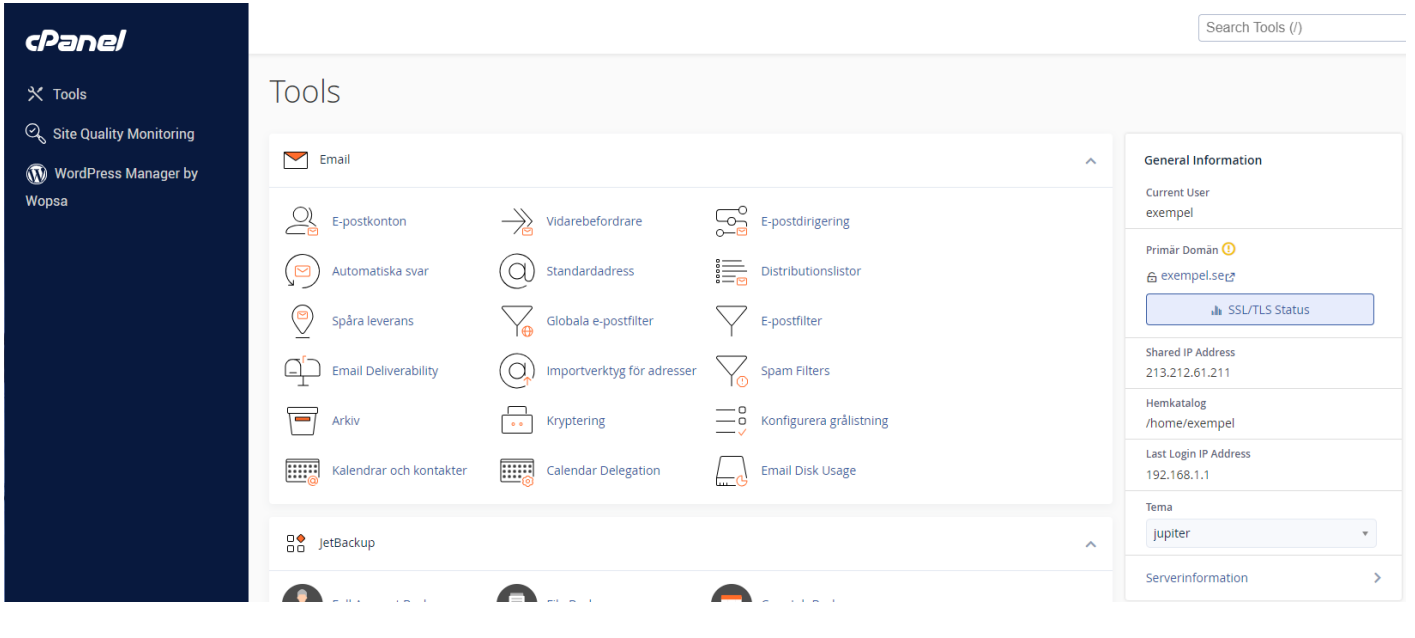 cPanel
Search Tools (/)
Tools
Site Quality Monitoring
WordPress Manager by
Wopsa
Tools
Email
E-postkonton
Vidarebefordrare
E-postdirigering
Automatiska svar
Standardadress
Distributionslistor
Spåra leverans
Globala e-postfilter
E-postfilter
Email Deliverability
Importverktyg för adresser
Spam Filters
Arkiv
Kryptering
Konfigurera grålistning
Kalendrar och kontakter
Calendar Delegation
Email Disk Usage
JetBackup
General Information
Current User
exempel
Primär Domän
exempel.se
SSL/TLS Status
Shared IP Address
213.212.61.211
Hemkatalog
/home/exempel
Last Login IP Address
192.168.1.1
Tema
jupiter
Serverinformation